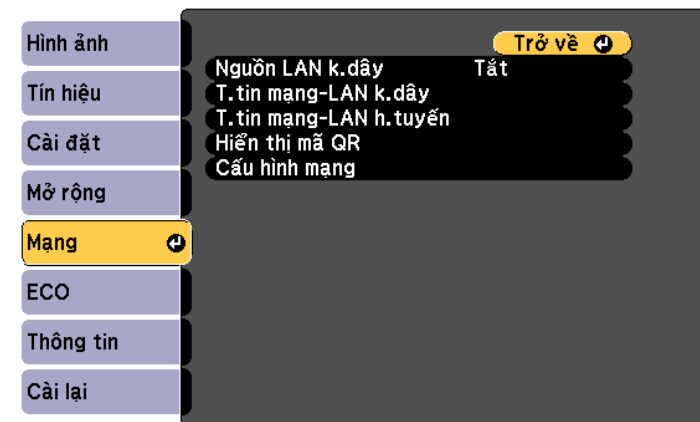 Hình ảnh
Tín hiệu
Cài đặt
Mở rộng
Mạng
ECO
Thông tin
Cài lại
Trở về
Nguồn LAN k.dây Tắt
T.tin mạng-LAN k.dây
T.tin mạng-LAN h.tuyến
Hiển thị mã QR
Cấu hình mạng